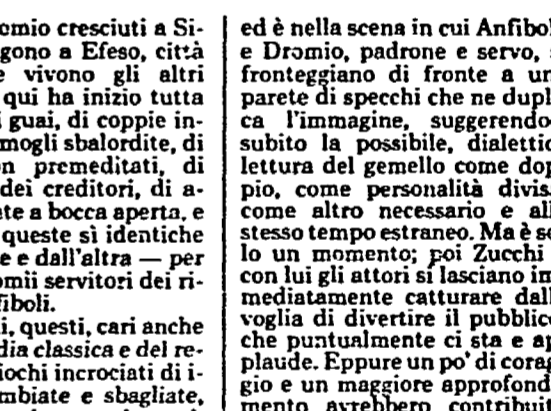 omio cresciuti a Si-
gono a Efeso, città
e vivono gli altri
qui ha inizio tutta
i guai, di coppie in-
mogli sbalordite, di
n premeditati, di
dei creditori, di a-
te a bocca aperta, e
queste sì identiche
e e dall'altra — per
omii servitori dei ri-
fiboli.
i, questi, cari anche
dia classica e del re-
iochi incrociati di i-
mbiate e sbagliate,
ed è nella scena in cui Anfibol
e Dromio, padrone e servo,
fronteggiano di fronte a un
parete di specchi che ne dupl
ca l'immagine, suggerendo
subito la possibile, dialettic
lettura del gemello come dop
pio, come personalità divis
come altro necessario e all
stesso tempo estraneo. Ma è so
lo un momento; poi Zucchi
con lui gli attori si lasciano im
mediatamente catturare dall
voglia di divertire il pubblico
che puntualmente ci sta e ap
plaude. Eppure un po' di corag
gio e un maggiore approfond
mento avrebbero contribuit